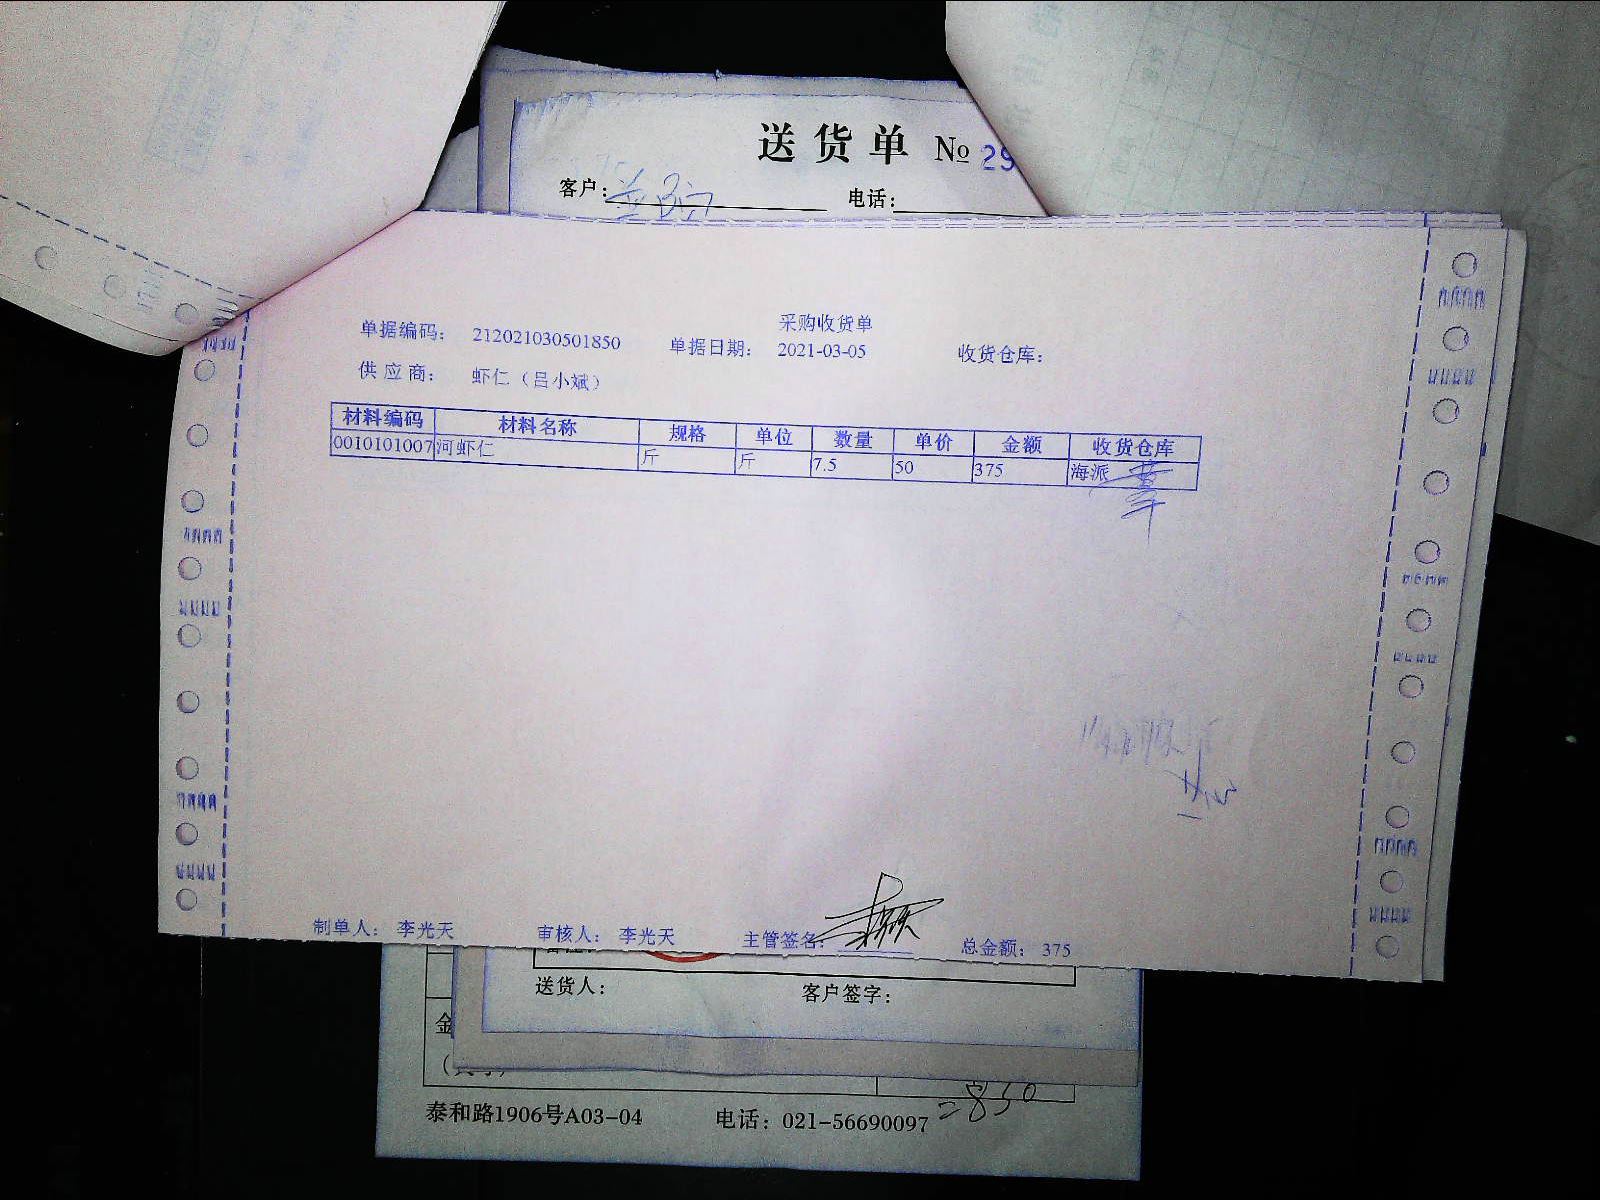 送货单 № 29
客户： 电话：
采购收货单
单据编码： 212021030501850 单据日期： 2021-03-05 收货仓库：
供 应 商： 虾仁（吕小斌）
材料编码 材料名称 规格 单位 数量 单价 金额 收货仓库
0010101007 河虾仁 斤 斤 7.5 50 375 海派
制单人： 李光天 审核人： 李光天 主管签名： 总金额： 375
送货人： 客户签字：
金
=850
泰和路1906号A03-04 电话：021-56690097